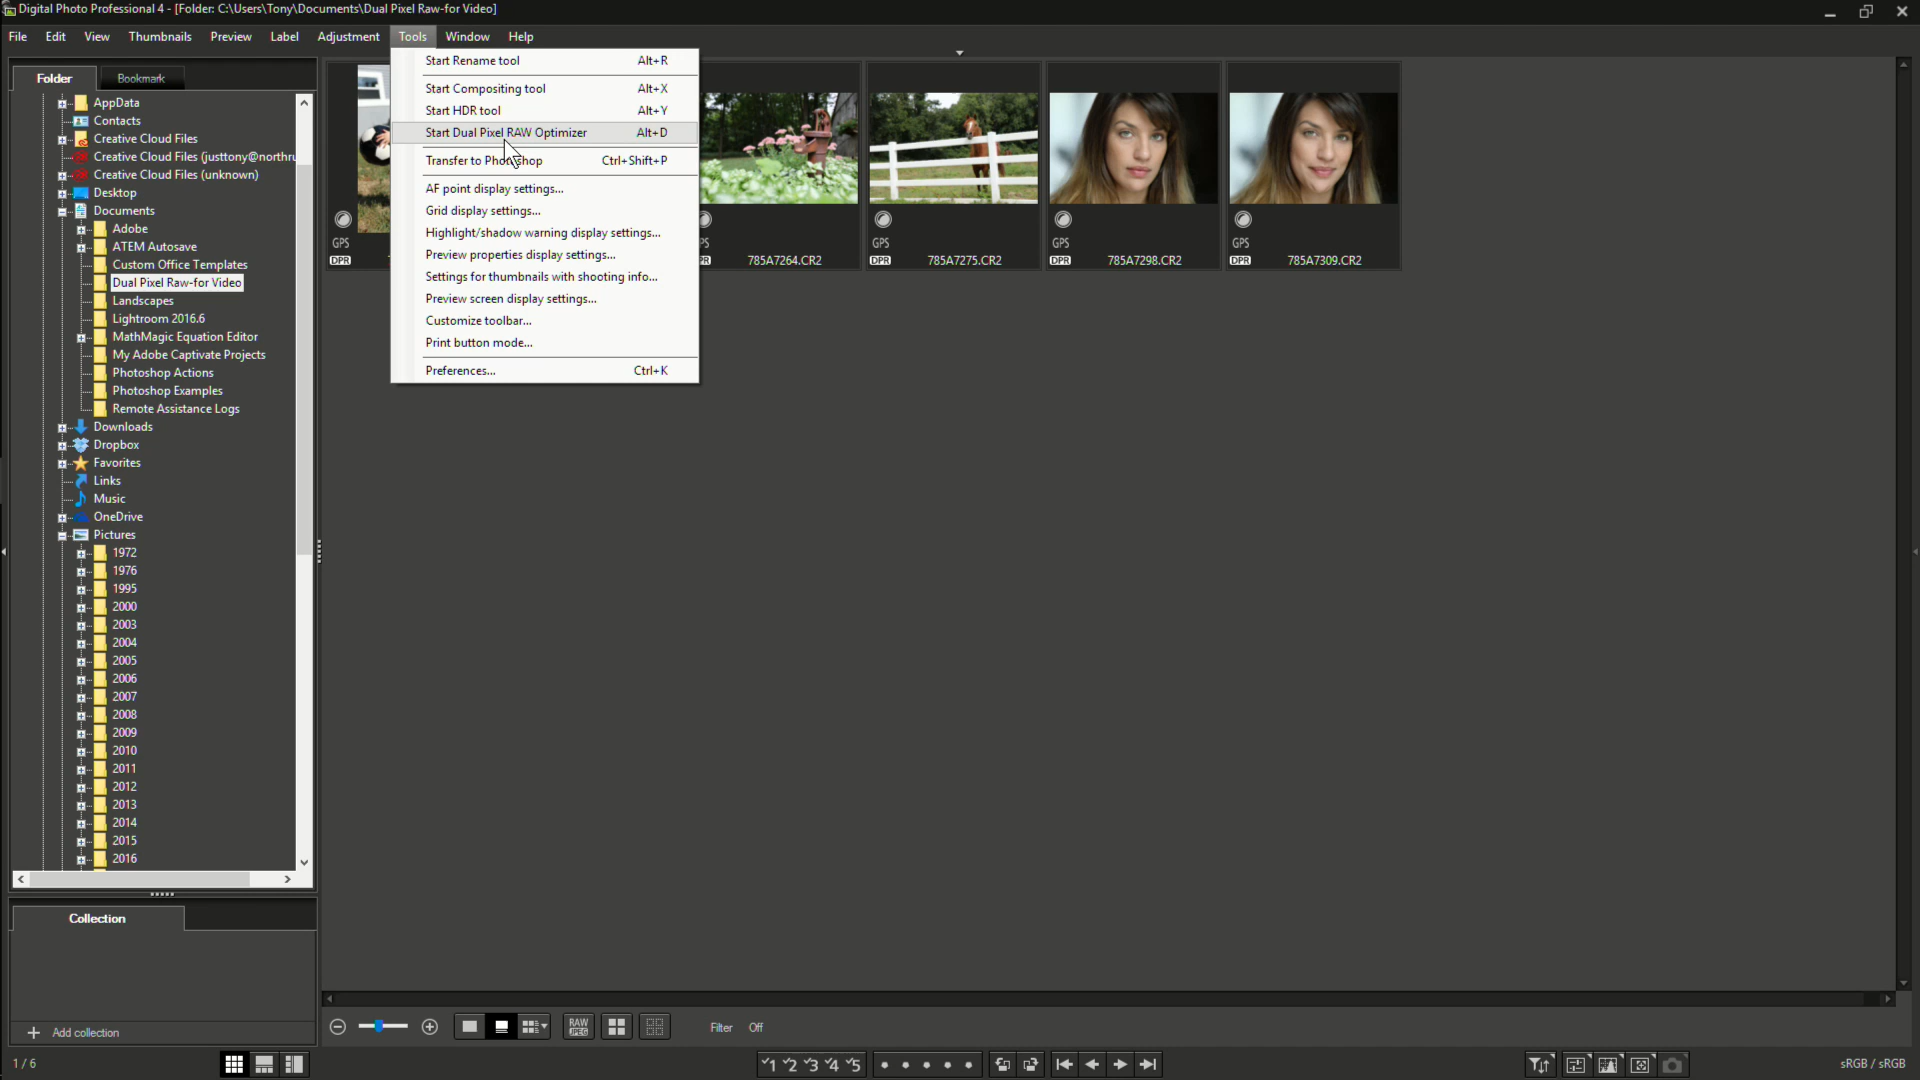 Digital Photo Professional 4 - [Folder: C:\Users\Tony\Documents\Dual Pixel Raw-for Video]
File Edit View Thumbnails Preview Label Adjustment Tools Window Help
Folder Bookmark
AppData
Contacts
Creative Cloud Files
Creative Cloud Files (justtony@northru
Creative Cloud Files (unknown)
Desktop
Documents
Adobe
ATEM Autosave
Custom Office Templates
Dual Pixel Raw-for Video
Landscapes
Lightroom 2016.6
MathMagic Equation Editor
My Adobe Captivate Projects
Photoshop Actions
Photoshop Examples
Remote Assistance Logs
Downloads
Dropbox
Favorites
Links
Music
OneDrive
Pictures
1972
1976
1995
2000
2003
2004
2005
2006
2007
2008
2009
2010
2011
2012
2013
2014
2015
2016
Collection
Add collection
1 / 6
Start Rename tool Alt+R
Start Compositing tool Alt+X
Start HDR tool Alt+Y
Start Dual Pixel RAW Optimizer Alt+D
Transfer to Photoshop Ctrl+Shift+P
AF point display settings...
Grid display settings...
Highlight/shadow warning display settings...
Preview properties display settings...
Settings for thumbnails with shooting info...
Preview screen display settings...
Customize toolbar...
Print button mode...
Preferences... Ctrl+K
GPS
DPR
PS
PR 785A7264.CR2
GPS
DPR 785A7275.CR2
GPS
DPR 785A7298.CR2
GPS
DPR 785A7309.CR2
RAW
JPEG
Filter Off
1 2 3 4 5
sRGB / sRGB